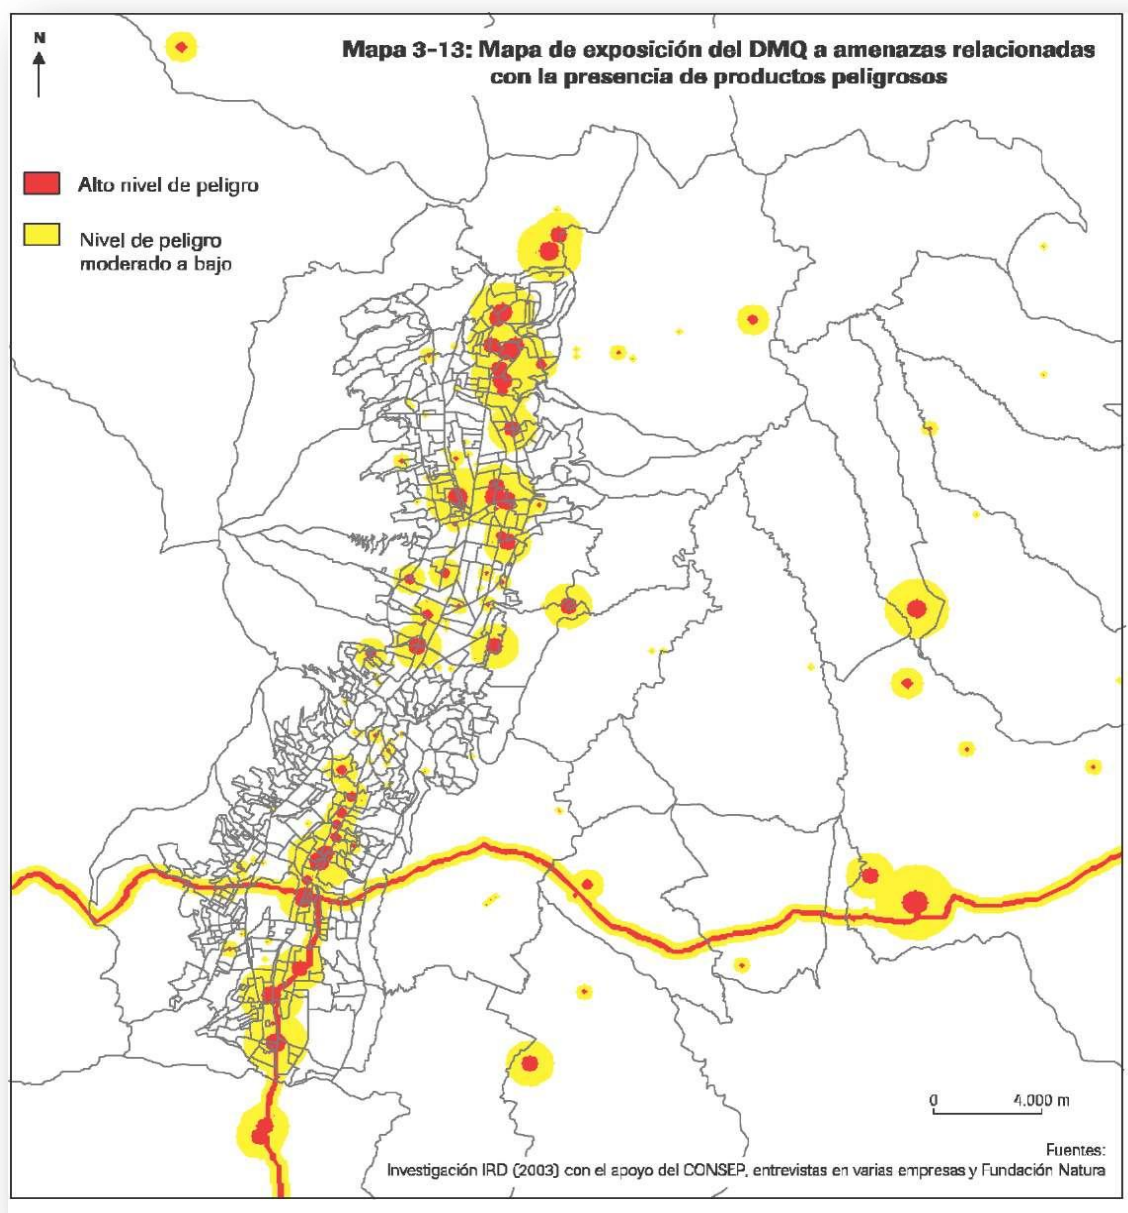 N
Mapa 3-13: Mapa de exposición del DMQ a amenazas relacionadas
con la presencia de productos peligrosos
Alto nivel de peligro
Nivel de peligro
moderado a bajo
0 4.000 m
Fuentes:
Investigación IRD (2003) con el apoyo del CONSEP, entrevistas en varias empresas y Fundación Natura